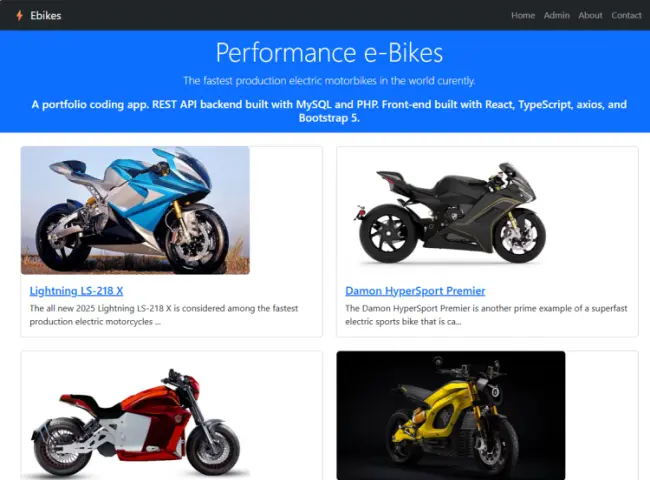 Ebikes
Home Admin About Contact
Performance e-Bikes
The fastest production electric motorbikes in the world curently.
A portfolio coding app. REST API backend built with MySQL and PHP. Front-end built with React, TypeScript, axios, and
Bootstrap 5.
Lightning LS-218 X
The all new 2025 Lightning LS-218 X is considered among the fastest
production electric motorcycles ...
Damon HyperSport Premier
The Damon HyperSport Premier is another prime example of a superfast
electric sports bike that is ca...